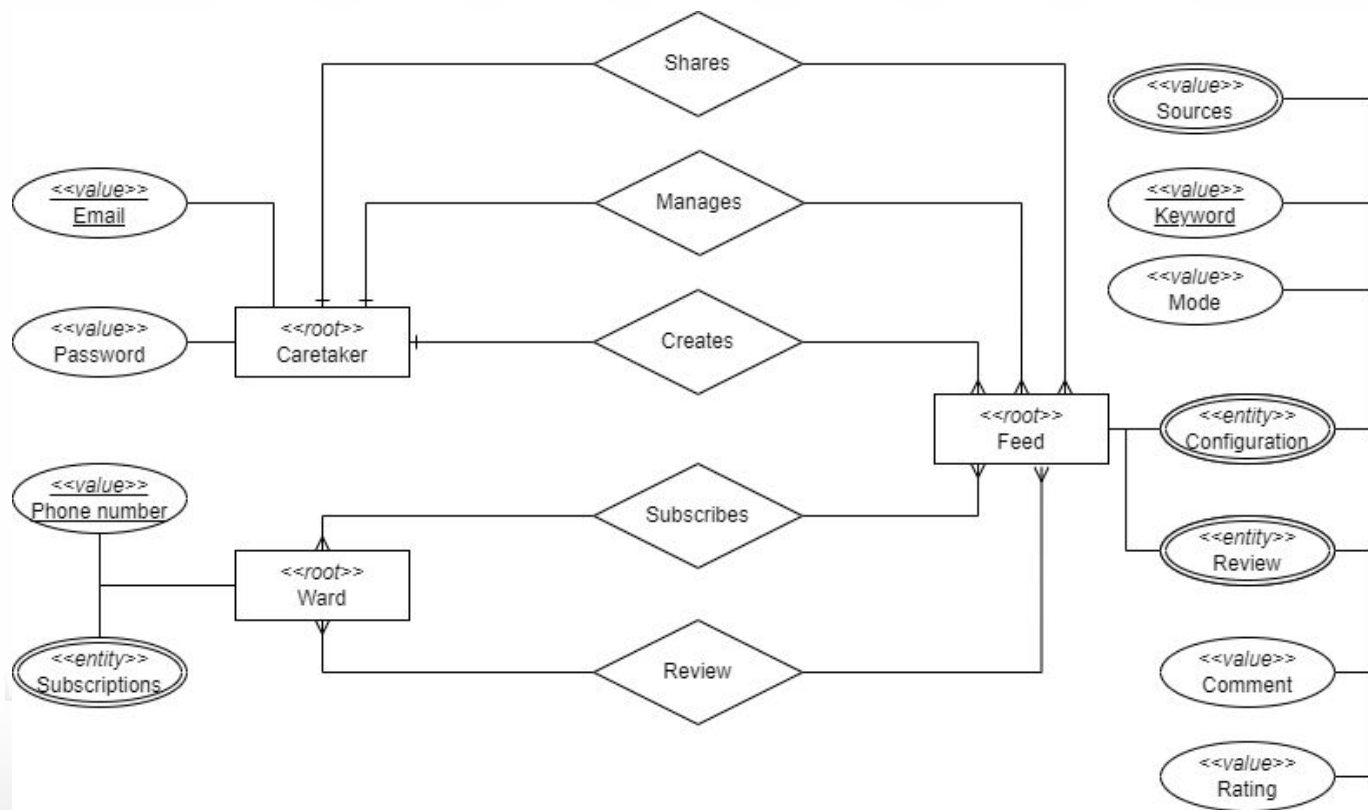 Shares
<<value>>
Sources
<<value>>
Email
Manages
<<value>>
Keyword
<<value>>
Mode
<<value>>
Password
<<root>>
Caretaker
Creates
<<root>>
Feed
<<entity>>
Configuration
<<value>>
Phone number
Subscribes
<<entity>>
Review
<<root>>
Ward
<<entity>>
Subscriptions
Review
<<value>>
Comment
<<value>>
Rating